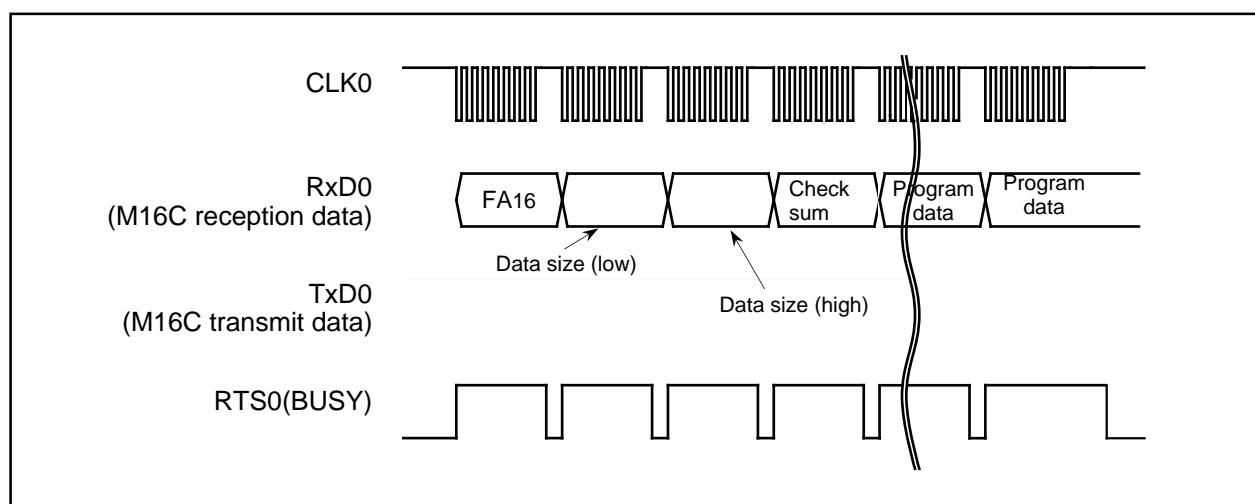 CLK0
RxD0
(M16C reception data)
FA16
Check
sum
Program
data
Program
data
Data size (low)
Data size (high)
TxD0
(M16C transmit data)
RTS0(BUSY)